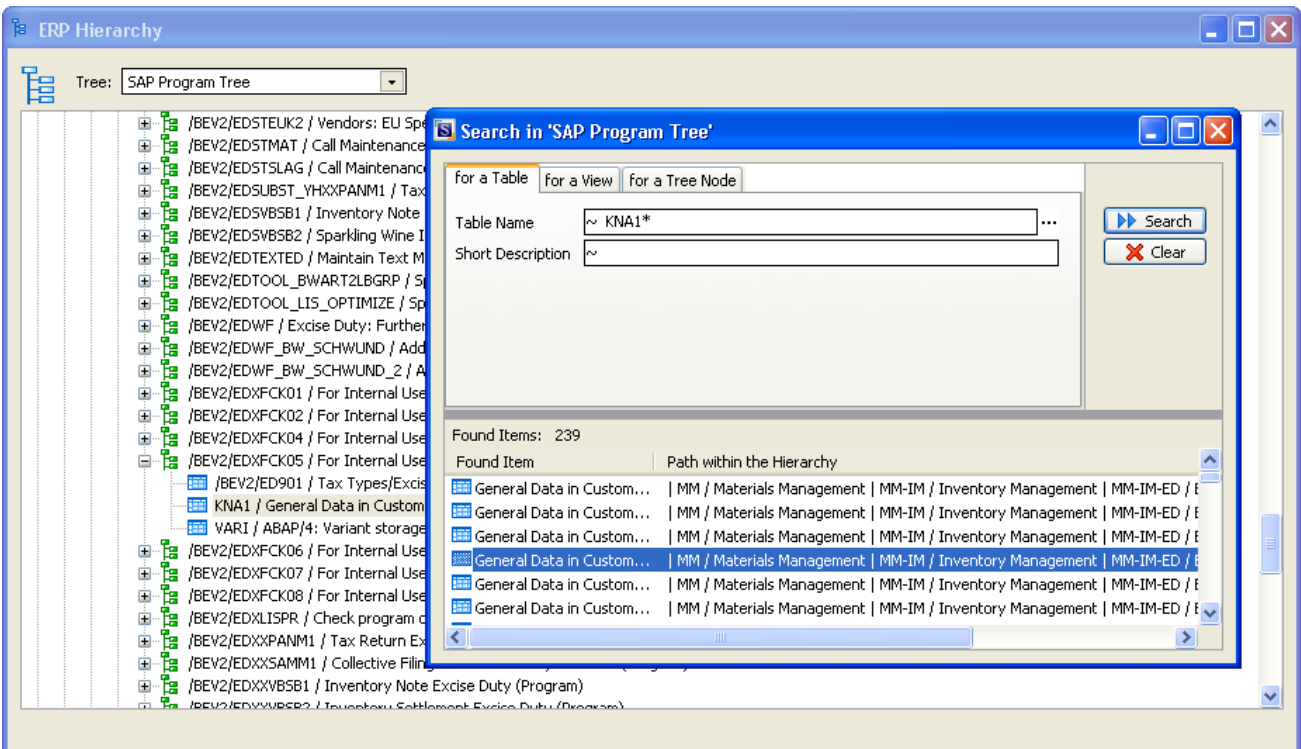 ERP Hierarchy
Tree: SAP Program Tree
/BEV2/EDSTEUK2 / Vendors: EU Spe
/BEV2/EDSTMAT / Call Maintenance
/BEV2/EDSTSLAG / Call Maintenanc
/BEV2/EDSUBST_YHXXPANM1 / Tax
/BEV2/EDSVBSB1 / Inventory Note
/BEV2/EDSVBSB2 / Sparkling Wine I
/BEV2/EDTEXTED / Maintain Text M
/BEV2/EDTOOL_BWART2LBGRP / Sp
/BEV2/EDTOOL_LIS_OPTIMIZE / Sp
/BEV2/EDWF / Excise Duty: Further
/BEV2/EDWF_BW_SCHWUND / Add
/BEV2/EDWF_BW_SCHWUND_2 / A
/BEV2/EDXFCK01 / For Internal Use
/BEV2/EDXFCK02 / For Internal Use
/BEV2/EDXFCK04 / For Internal Use
/BEV2/EDXFCK05 / For Internal Use
/BEV2/ED901 / Tax Types/Excis
KNA1 / General Data in Custom
VARI / ABAP/4: Variant storage
/BEV2/EDXFCK06 / For Internal Use
/BEV2/EDXFCK07 / For Internal Use
/BEV2/EDXFCK08 / For Internal Use
/BEV2/EDXLISPR / Check program
/BEV2/EDXXPANM1 / Tax Return Ex
/BEV2/EDXXSAMM1 / Collective Filing
/BEV2/EDXXVBSB1 / Inventory Note Excise Duty (Program)
/BEV2/EDXXVBSB2 / Inventory Settlement Excise Duty (Program)
Search in 'SAP Program Tree'
for a Table for a View for a Tree Node
Table Name ~ KNA1* ...
Short Description ~
Search
Clear
Found Items: 239
Found Item Path within the Hierarchy
General Data in Custom... | MM / Materials Management | MM-IM / Inventory Management | MM-IM-ED / E
General Data in Custom... | MM / Materials Management | MM-IM / Inventory Management | MM-IM-ED / E
General Data in Custom... | MM / Materials Management | MM-IM / Inventory Management | MM-IM-ED / E
General Data in Custom... | MM / Materials Management | MM-IM / Inventory Management | MM-IM-ED / E
General Data in Custom... | MM / Materials Management | MM-IM / Inventory Management | MM-IM-ED / E
General Data in Custom... | MM / Materials Management | MM-IM / Inventory Management | MM-IM-ED / E